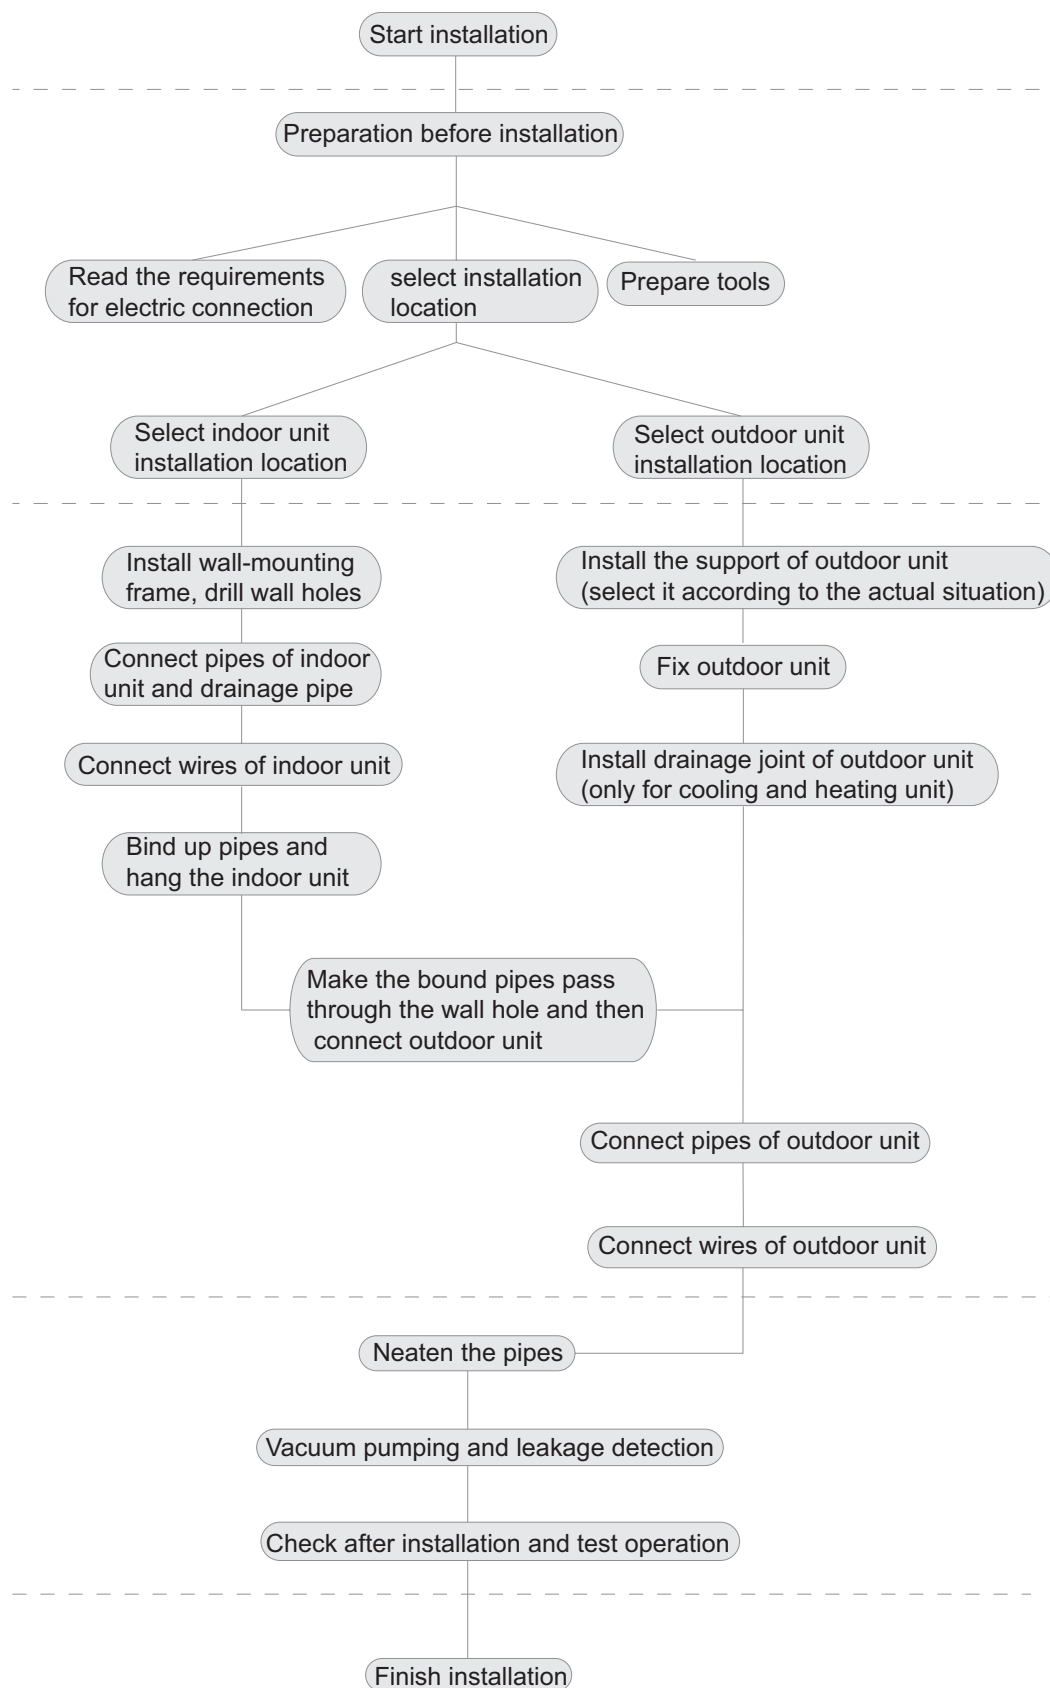 Start installation
Preparation before installation
Read the requirements
for electric connection
select installation
location
Prepare tools
Select indoor unit
installation location
Select outdoor unit
installation location
Install wall-mounting
frame, drill wall holes
Install the support of outdoor unit
(select it according to the actual situation)
Connect pipes of indoor
unit and drainage pipe
Fix outdoor unit
Connect wires of indoor unit
Install drainage joint of outdoor unit
(only for cooling and heating unit)
Bind up pipes and
hang the indoor unit
Make the bound pipes pass
through the wall hole and then
connect outdoor unit
Connect pipes of outdoor unit
Connect wires of outdoor unit
Neaten the pipes
Vacuum pumping and leakage detection
Check after installation and test operation
Finish installation